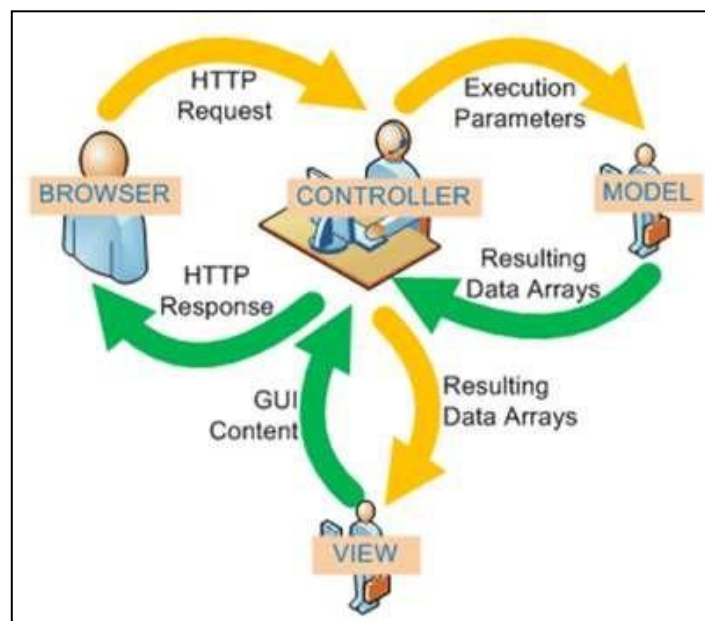 HTTP
Request
Execution
Parameters
BROWSER
CONTROLLER
MODEL
HTTP
Response
Resulting
Data Arrays
GUI
Content
Resulting
Data Arrays
VIEW